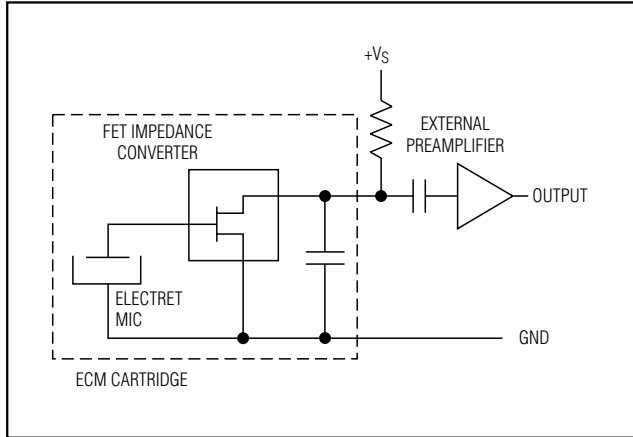 +VS
FET IMPEDANCE
CONVERTER
EXTERNAL
PREAMPLIFIER
OUTPUT
ELECTRET
MIC
GND
ECM CARTRIDGE